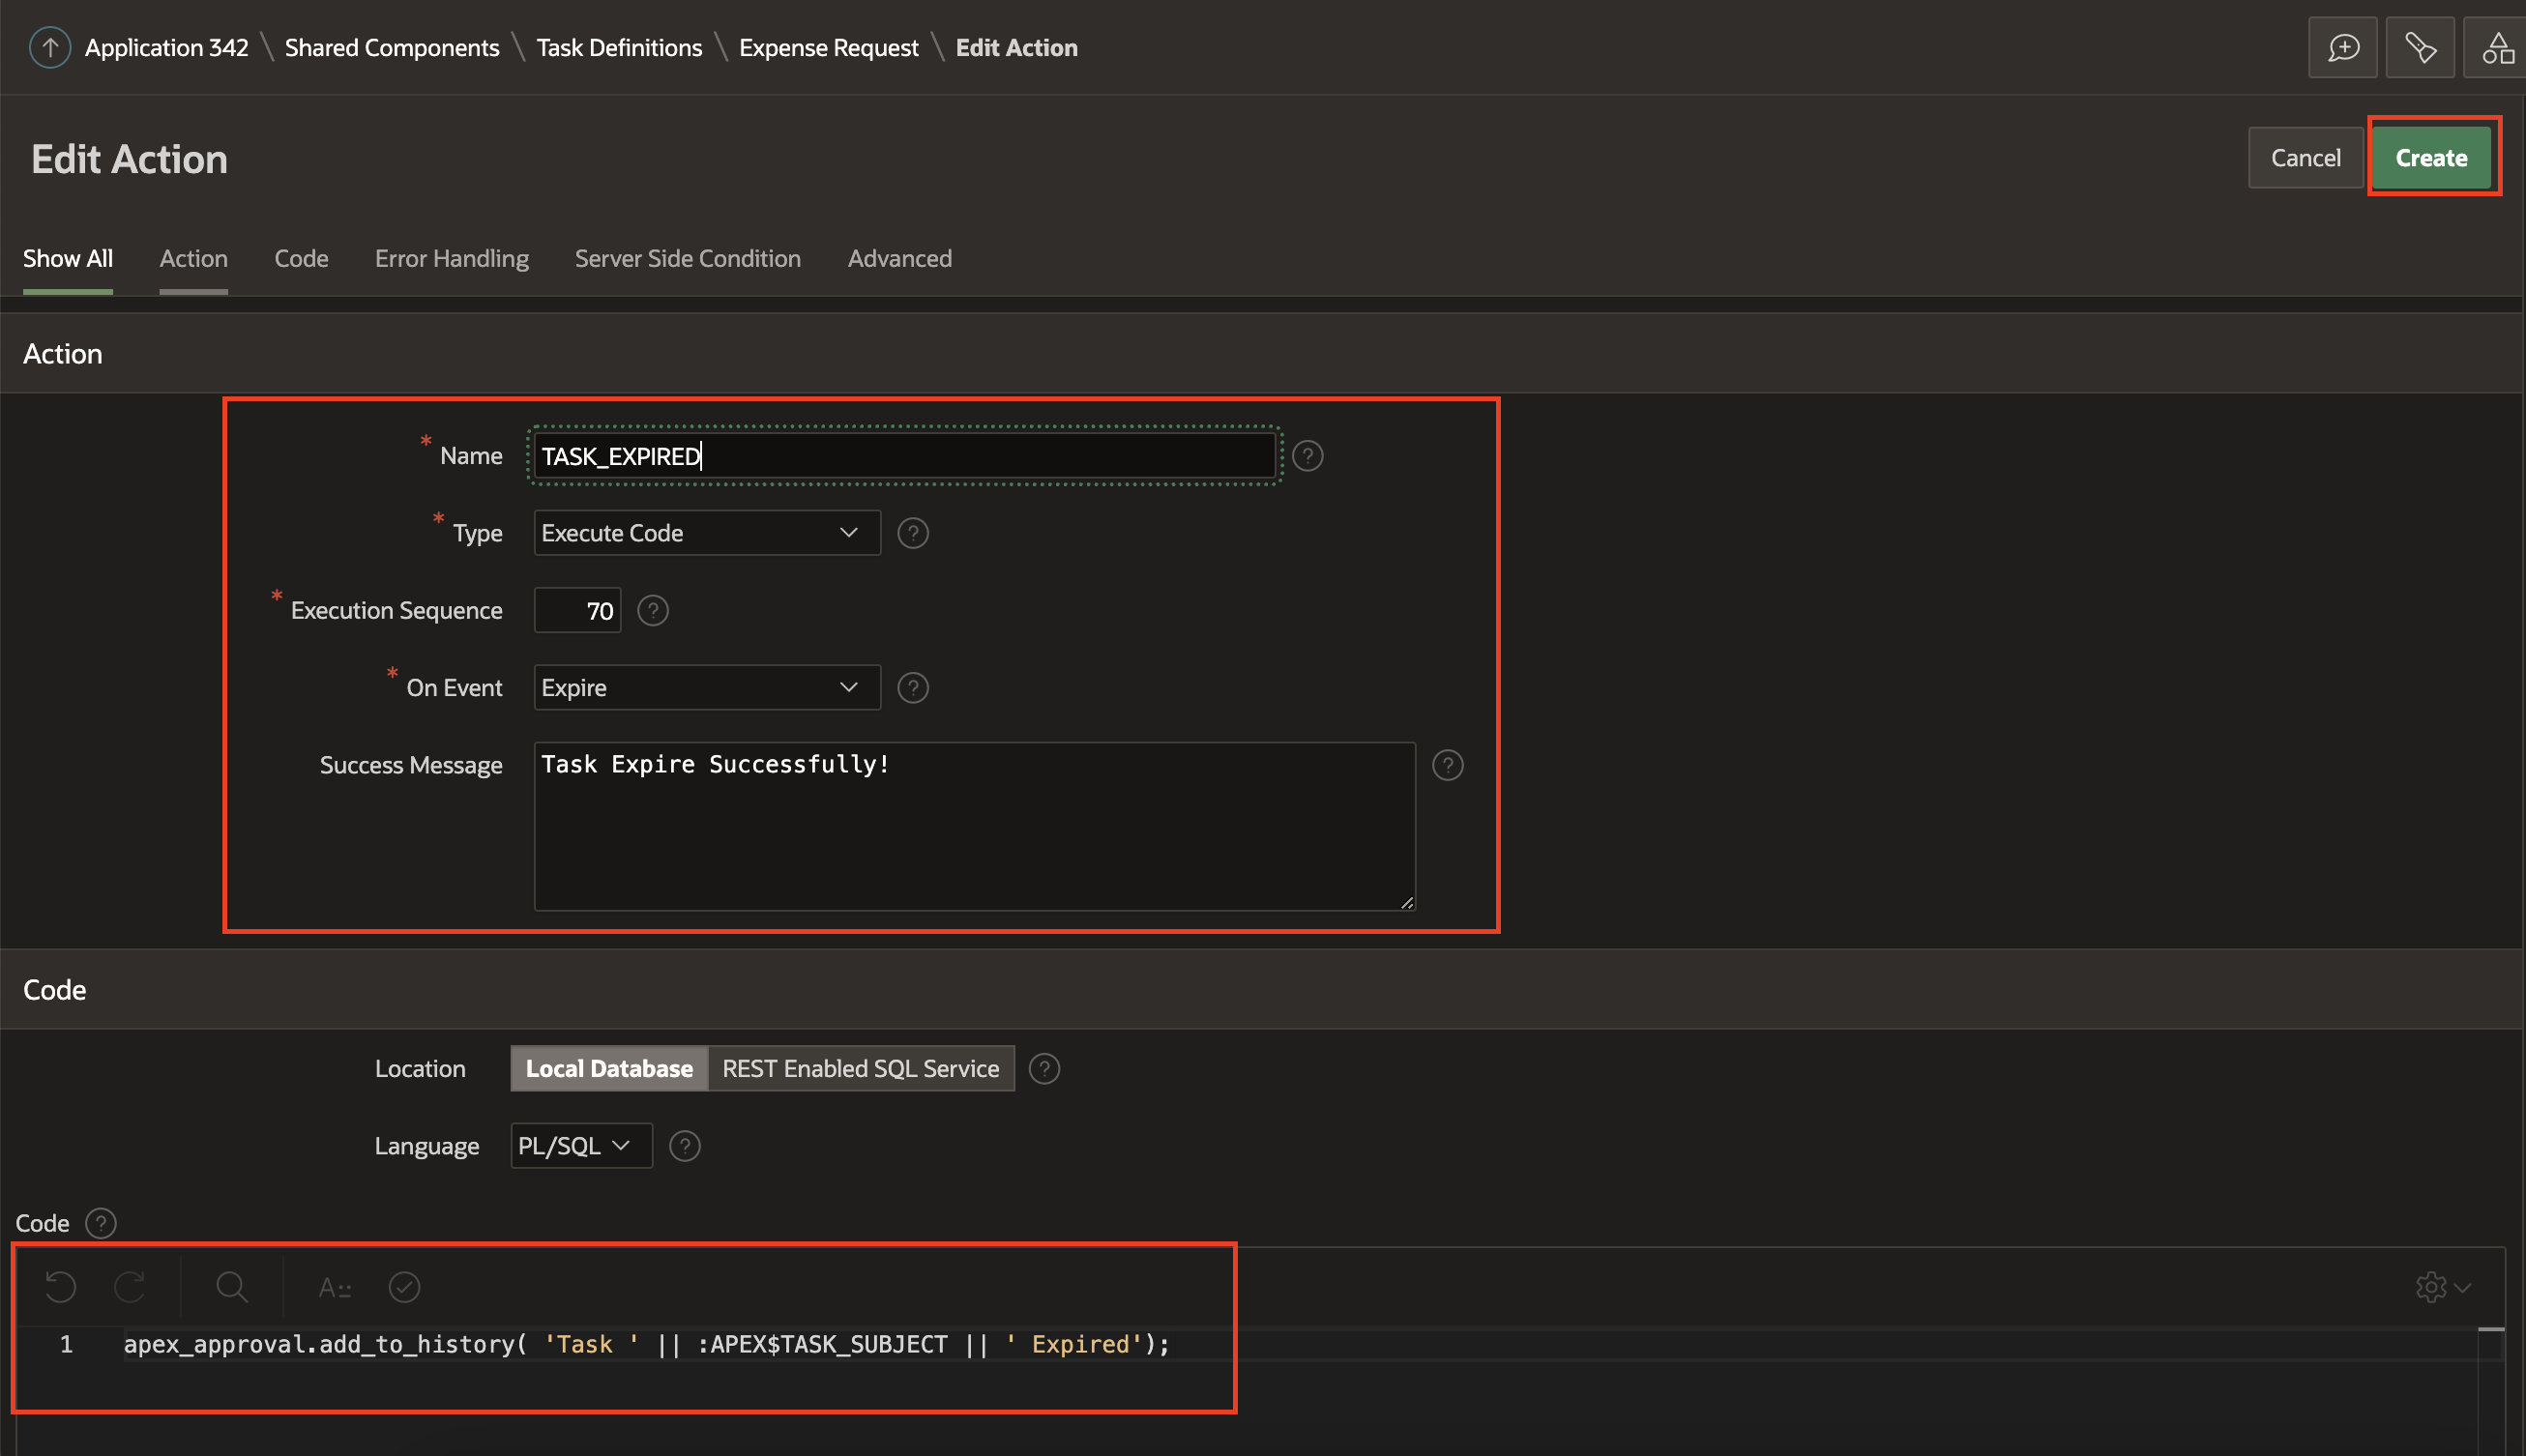 Application 342 \ Shared Components \ Task Definitions \ Expense Request \ Edit Action
Edit Action
Cancel
Create
Show All Action Code Error Handling Server Side Condition Advanced
Action
* Name TASK_EXPIRED ?
* Type Execute Code ?
* Execution Sequence 70 ?
* On Event Expire ?
Success Message Task Expire Successfully! ?
Code
Location Local Database REST Enabled SQL Service ?
Language PL/SQL ?
Code ?
A
1 apex_approval.add_to_history( 'Task ' || :APEX$TASK_SUBJECT || ' Expired');